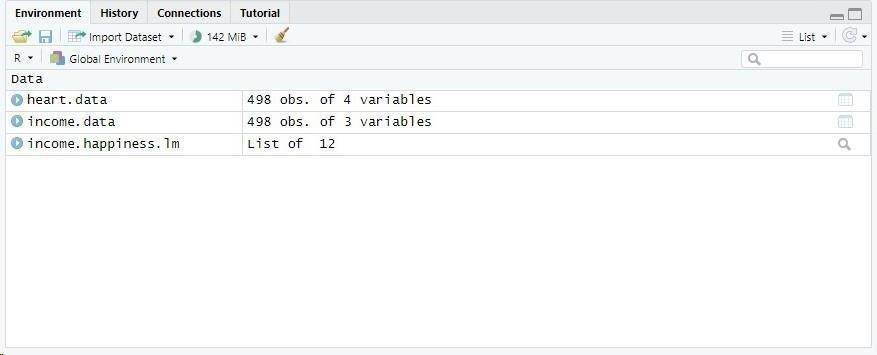 Environment History Connections Tutorial
Import Dataset 142 MiB List
R Global Environment
Data
heart.data 498 obs. of 4 variables
income.data 498 obs. of 3 variables
income.happiness.lm List of 12